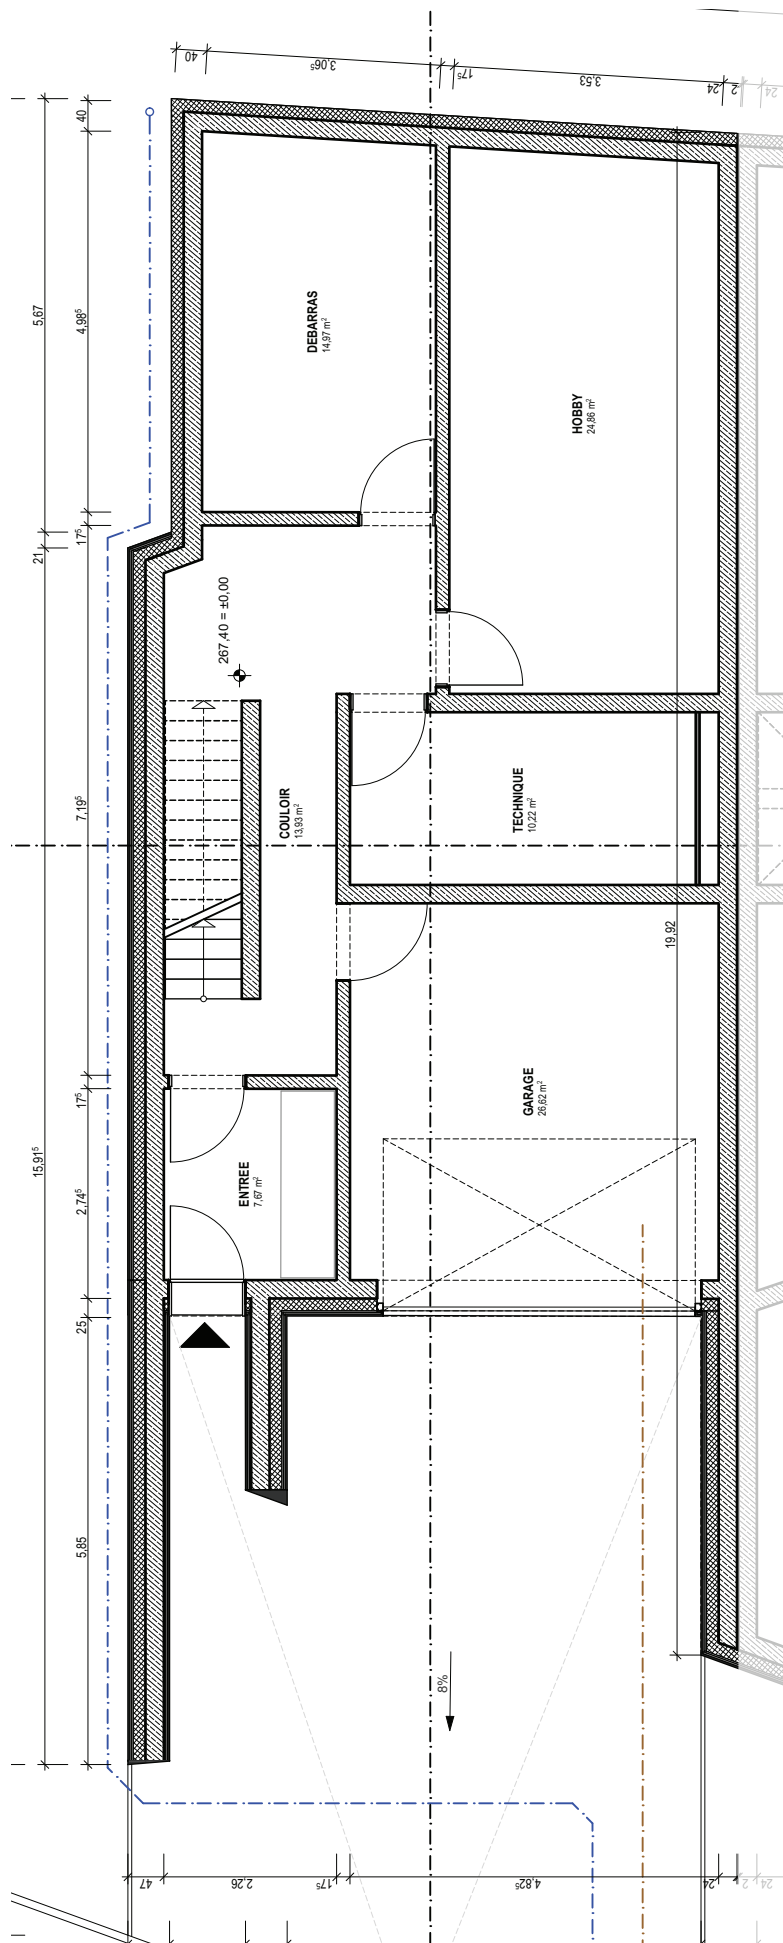 40
3,06⁵
17⁵
3,53
24
2
24
40
5,67
4,98⁵
DEBARRAS
14,97 m²
HOBBY
24,86 m²
21
17⁵
267,40 = ±0,00
7,19⁵
COULOIR
13,93 m²
TECHNIQUE
10,22 m²
19,92
17⁵
GARAGE
26,62 m²
15,91⁵
2,74⁵
ENTREE
7,67 m²
25
5,85
8%
47
2,26
17⁵
4,82⁵
24
2
24